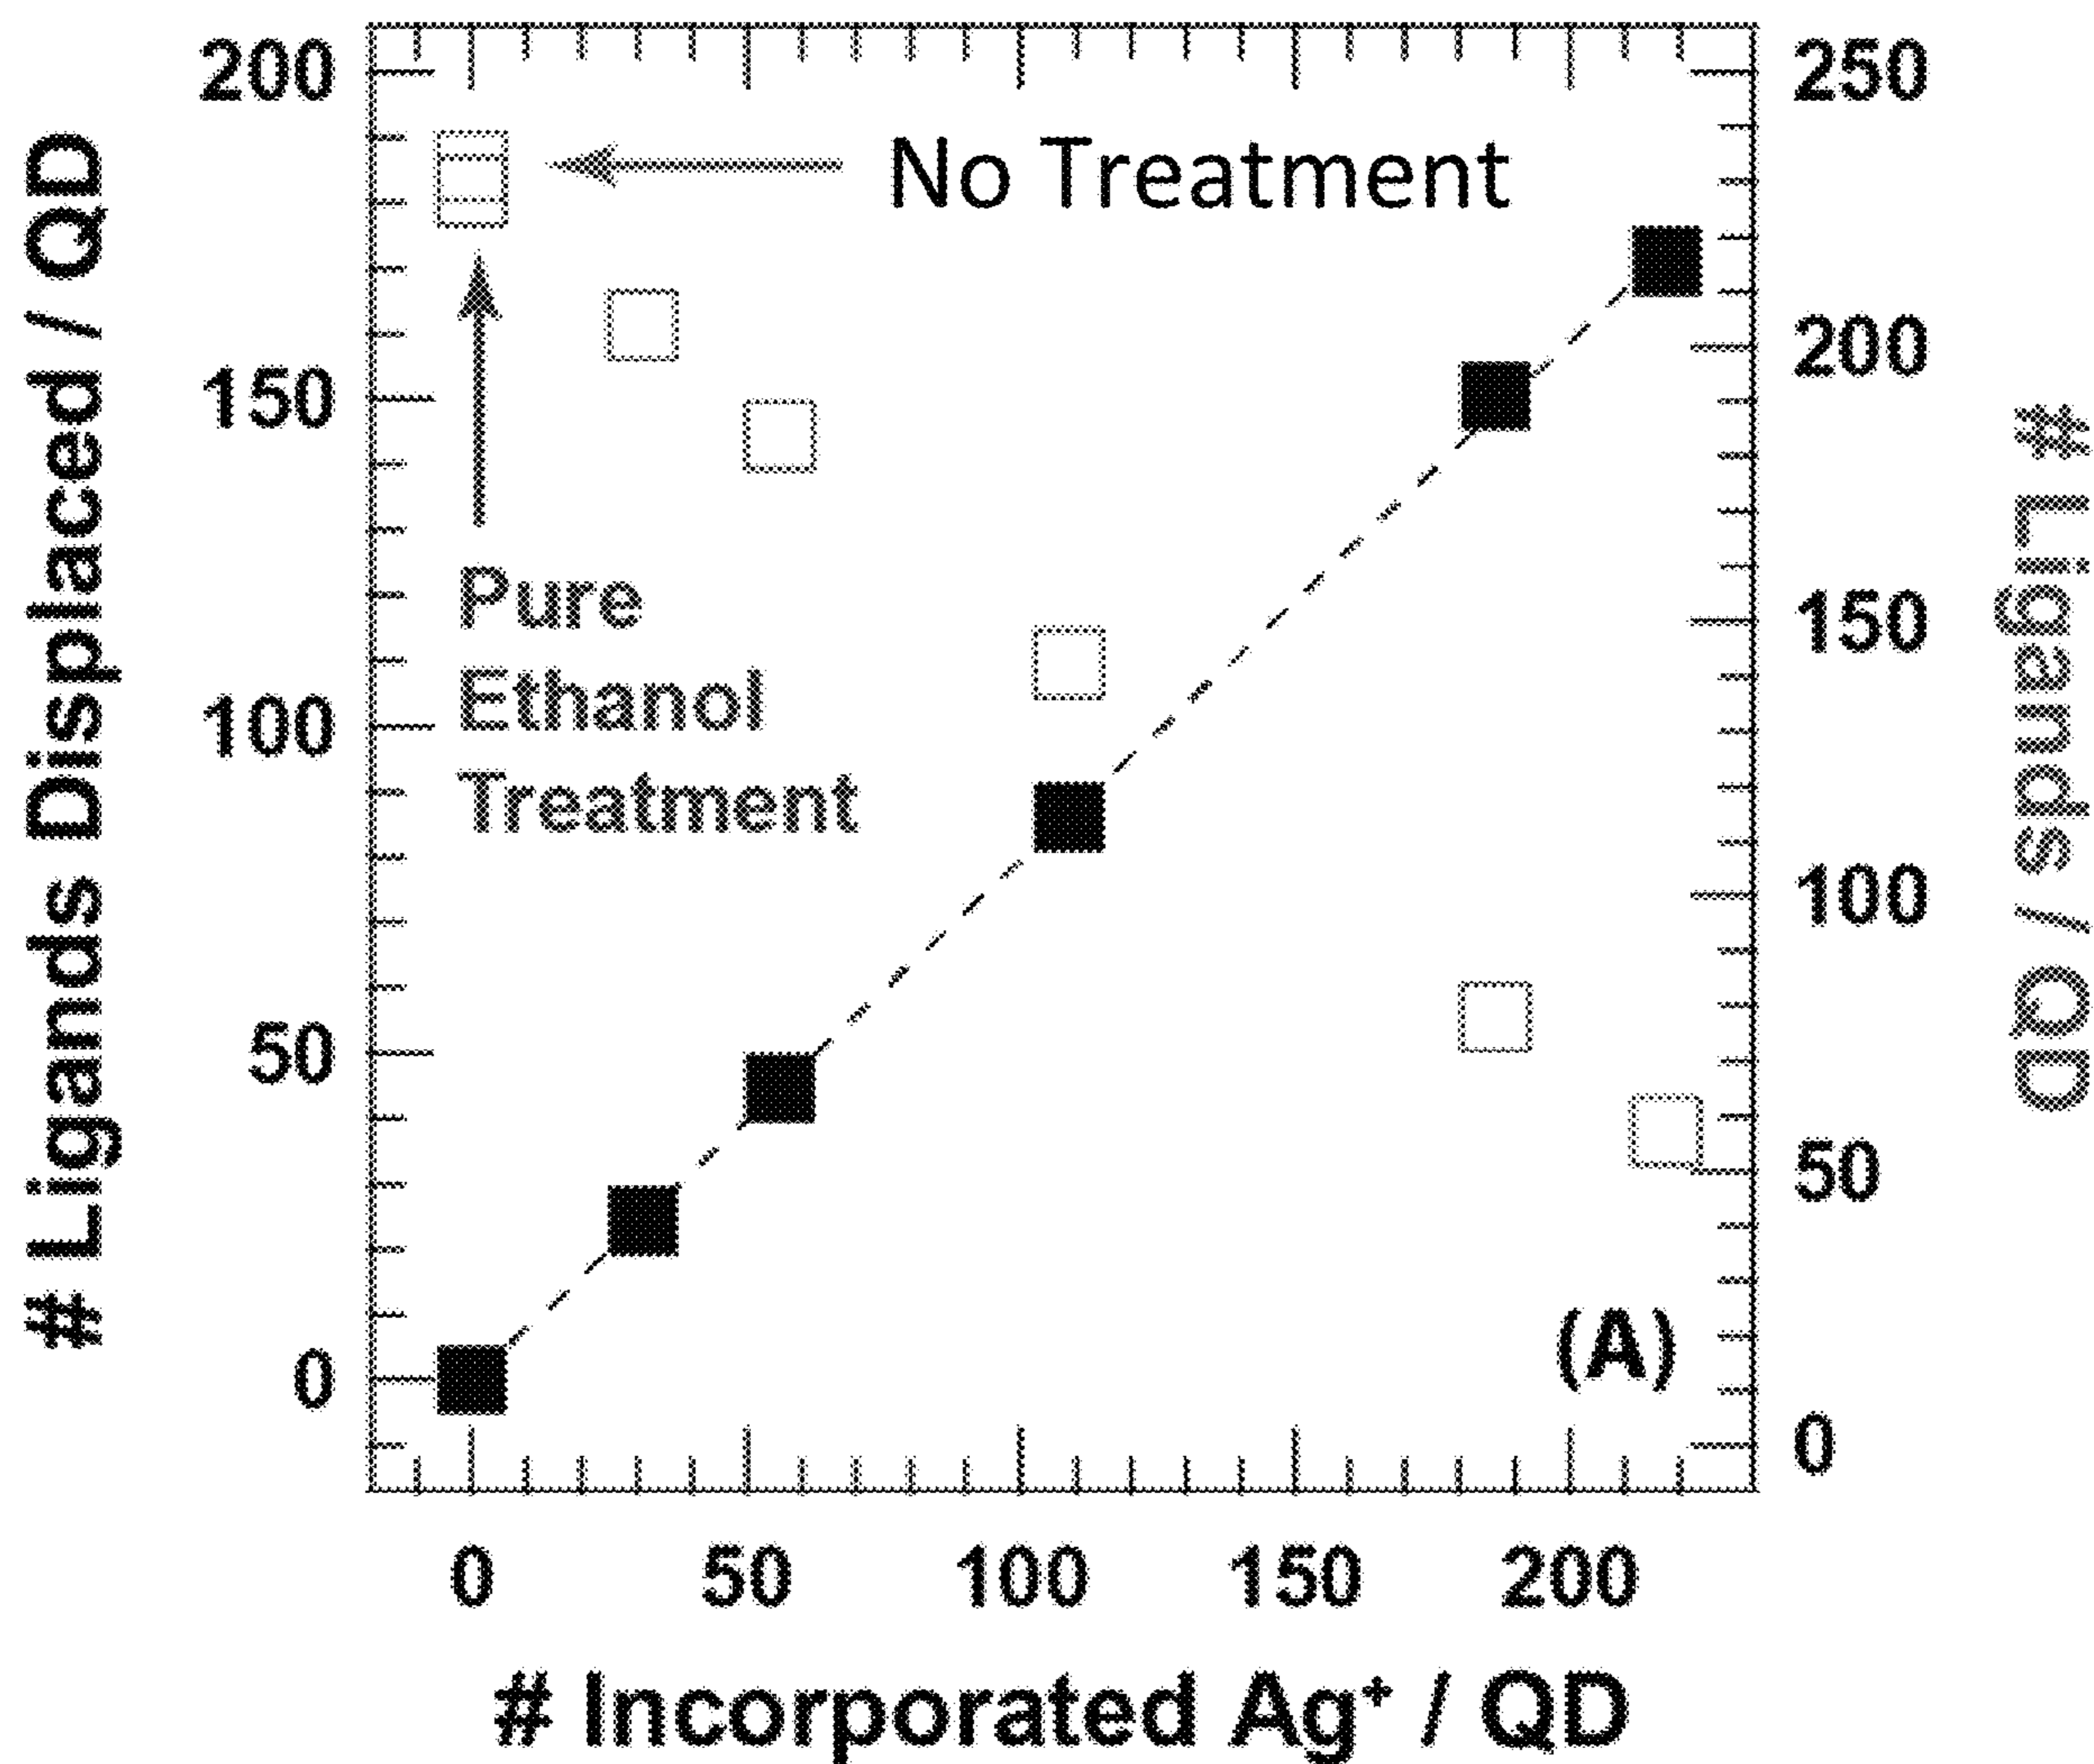 # Ligands Displaced / QD
200
150
100
50
0
No Treatment
Pure
Ethanol
Treatment
(A)
250
200
150
100
50
0
# Ligands / QD
0 50 100 150 200
# Incorporated Ag⁺ / QD